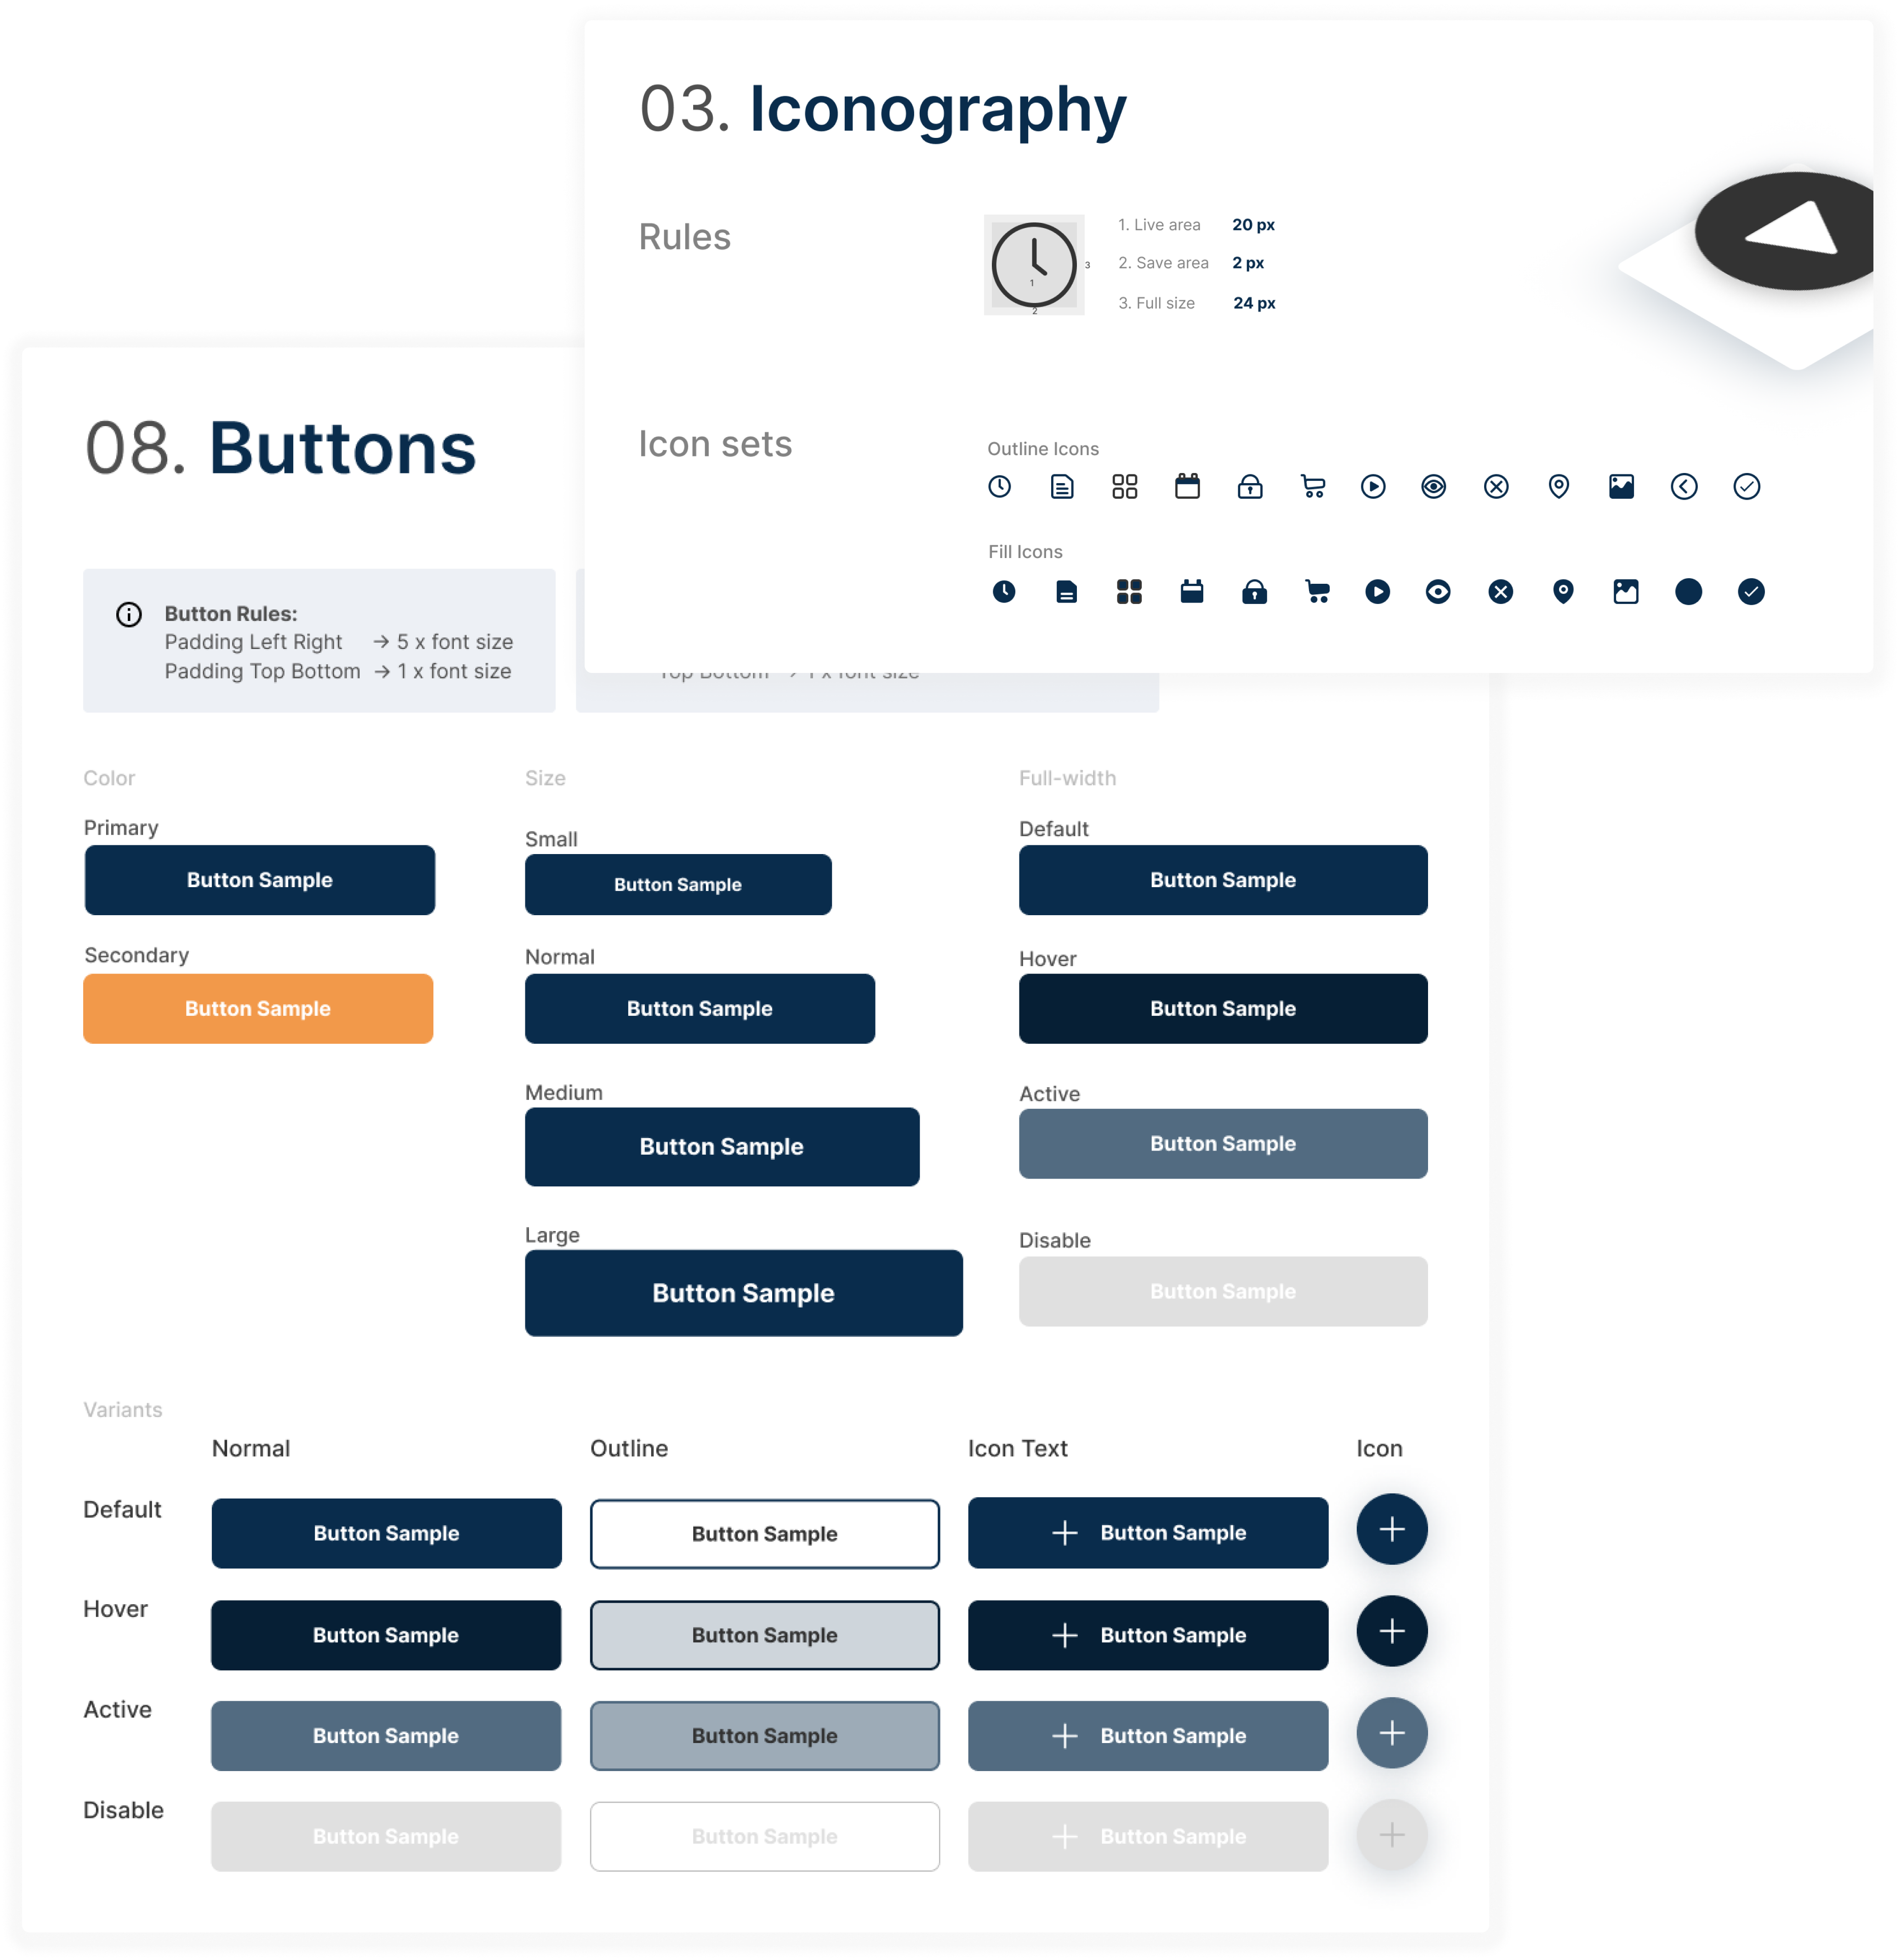 03. Iconography
Rules
1. Live area 20 px
2. Save area 2 px
3. Full size 24 px
1
2
3
Icon sets
Outline Icons
Fill Icons
08. Buttons
Button Rules:
Padding Left Right → 5 x font size
Padding Top Bottom → 1 x font size
Top Bottom → 1 x font size
Color
Primary
Button Sample
Secondary
Button Sample
Size
Small
Button Sample
Normal
Button Sample
Medium
Button Sample
Large
Button Sample
Full-width
Default
Button Sample
Hover
Button Sample
Active
Button Sample
Disable
Button Sample
Variants
Normal Outline Icon Text Icon
Default Button Sample Button Sample Button Sample
Hover Button Sample Button Sample Button Sample
Active Button Sample Button Sample Button Sample
Disable Button Sample Button Sample Button Sample